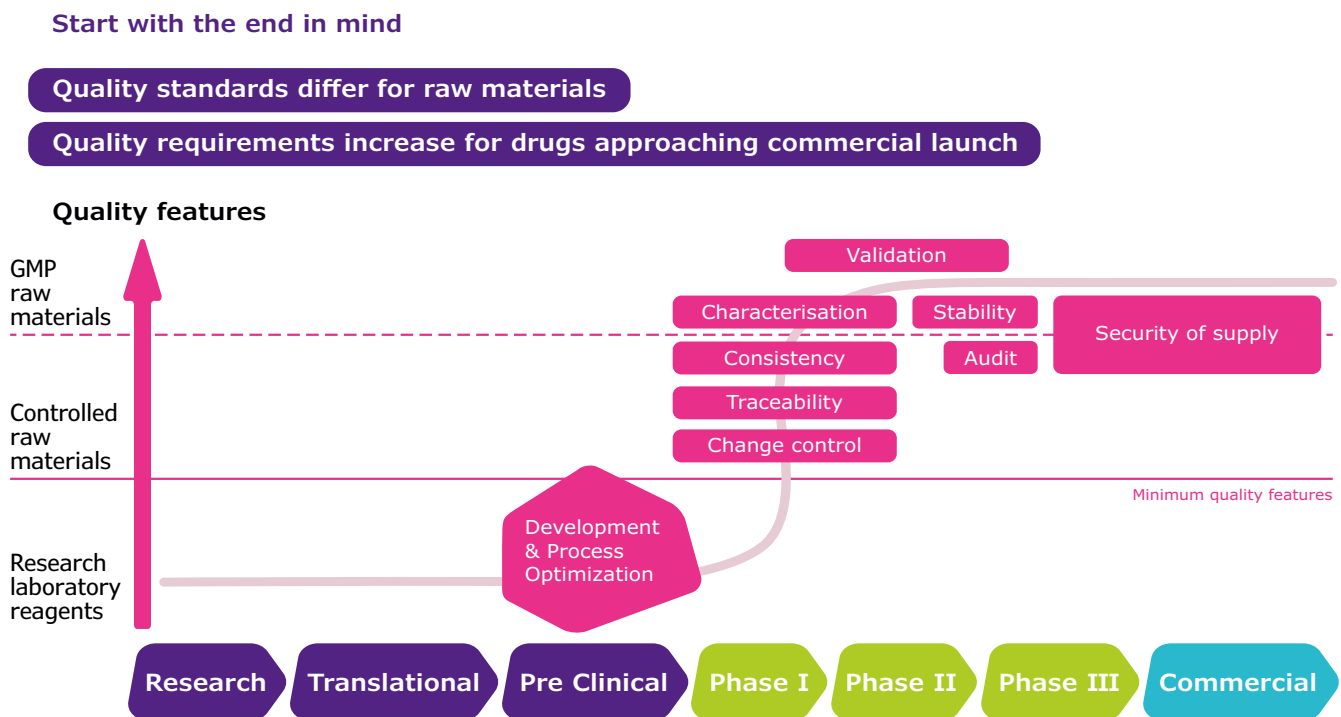 Start with the end in mind
Quality standards differ for raw materials
Quality requirements increase for drugs approaching commercial launch
Quality features
GMP
raw
materials
Validation
Characterisation
Stability
Security of supply
Consistency
Audit
Traceability
Controlled
raw
materials
Change control
Minimum quality features
Development
& Process
Optimization
Research
laboratory
reagents
Research
Translational
Pre Clinical
Phase I
Phase II
Phase III
Commercial